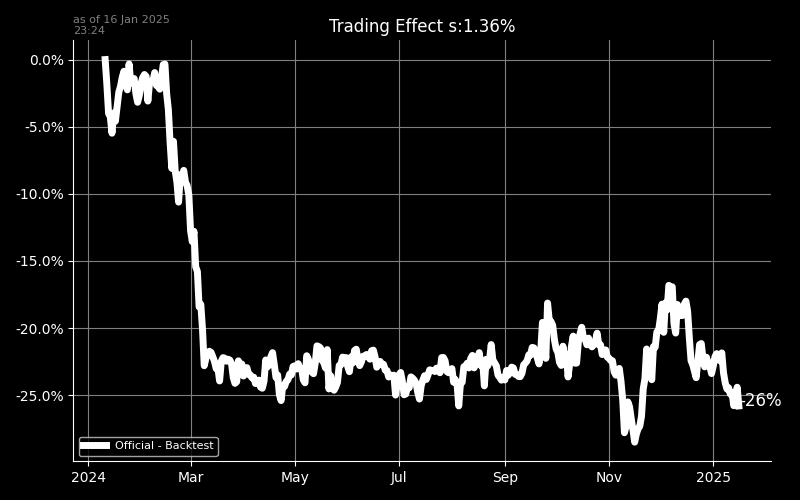 as of 16 Jan 2025
23:24
Trading Effect s:1.36%
0.0%
-5.0%
-10.0%
-15.0%
-20.0%
-25.0%
-26%
Official - Backtest
2024 Mar May Jul Sep Nov 2025